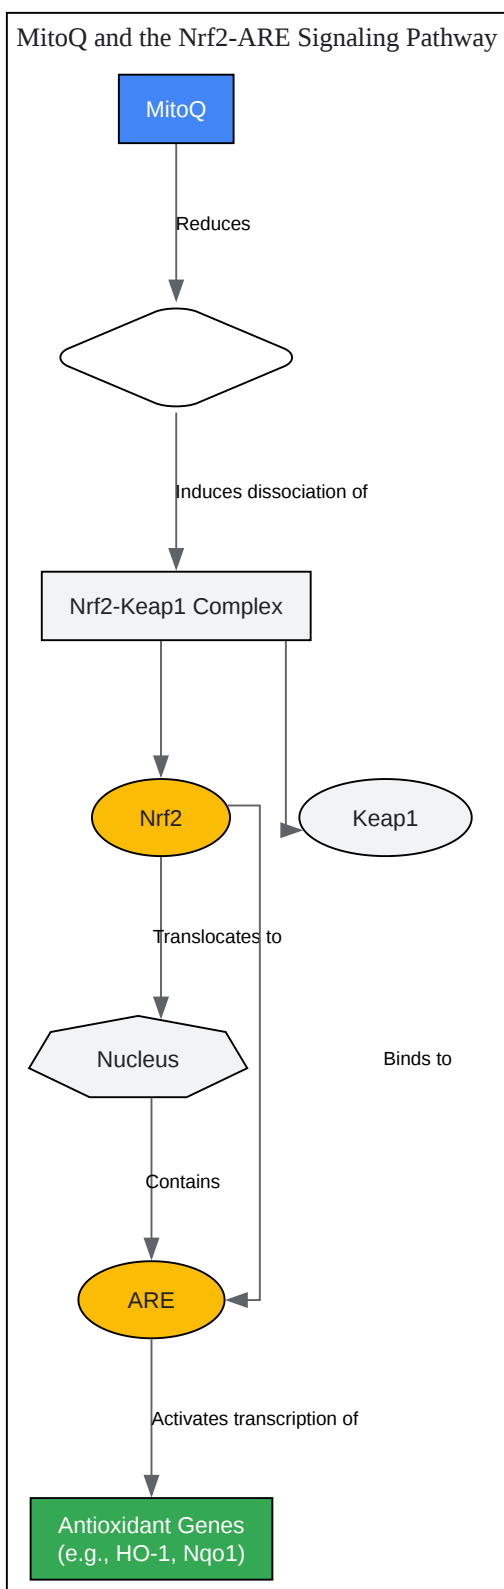 MitoQ and the Nrf2-ARE Signaling Pathway
MitoQ
Reduces
Induces dissociation of
Nrf2-Keap1 Complex
Nrf2
Keap1
Translocates to
Nucleus
Binds to
Contains
ARE
Activates transcription of
Antioxidant Genes
(e.g., HO-1, Nqo1)